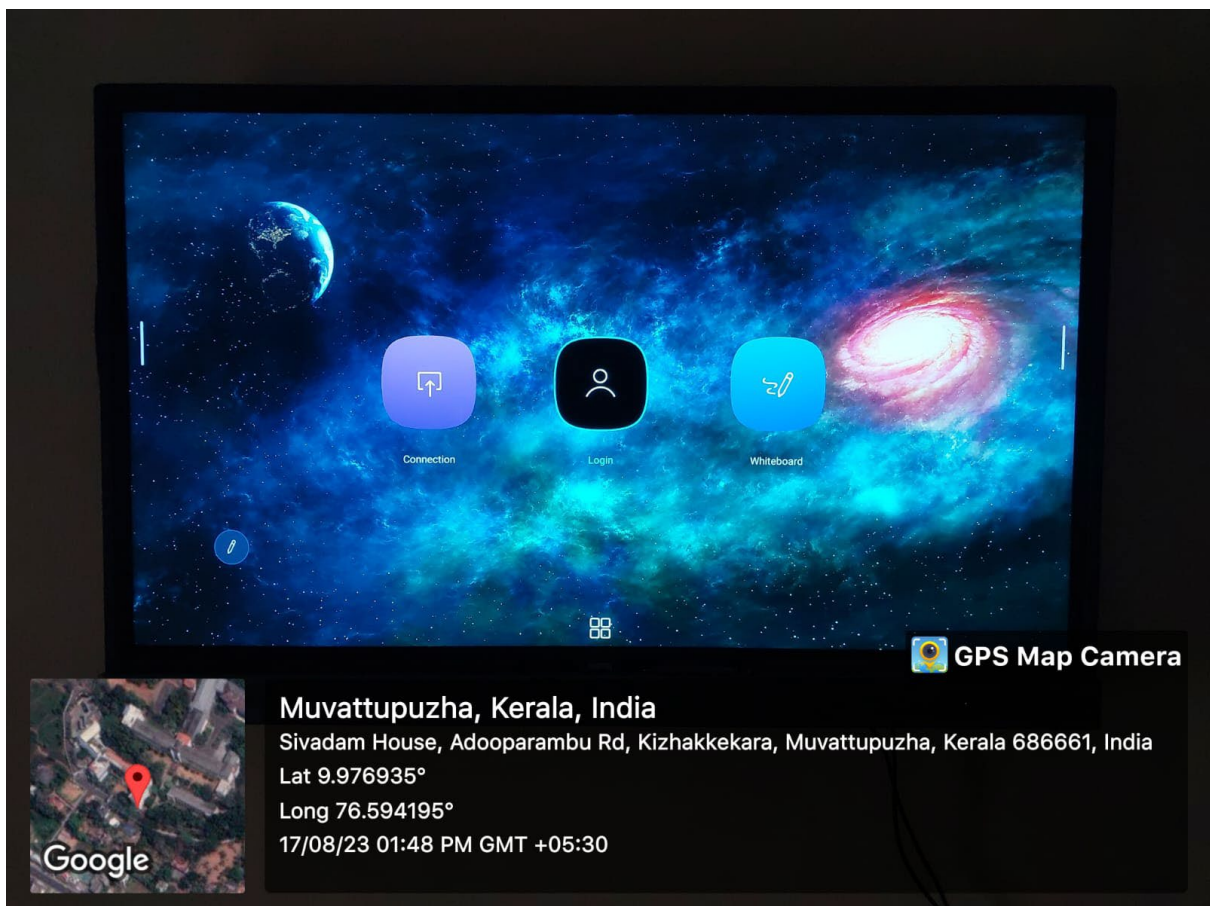 Connection
Login
Whiteboard
GPS Map Camera
Muvattupuzha, Kerala, India
Sivadam House, Adooparambu Rd, Kizhakkekara, Muvattupuzha, Kerala 686661, India
Lat 9.976935°
Long 76.594195°
17/08/23 01:48 PM GMT +05:30
Google